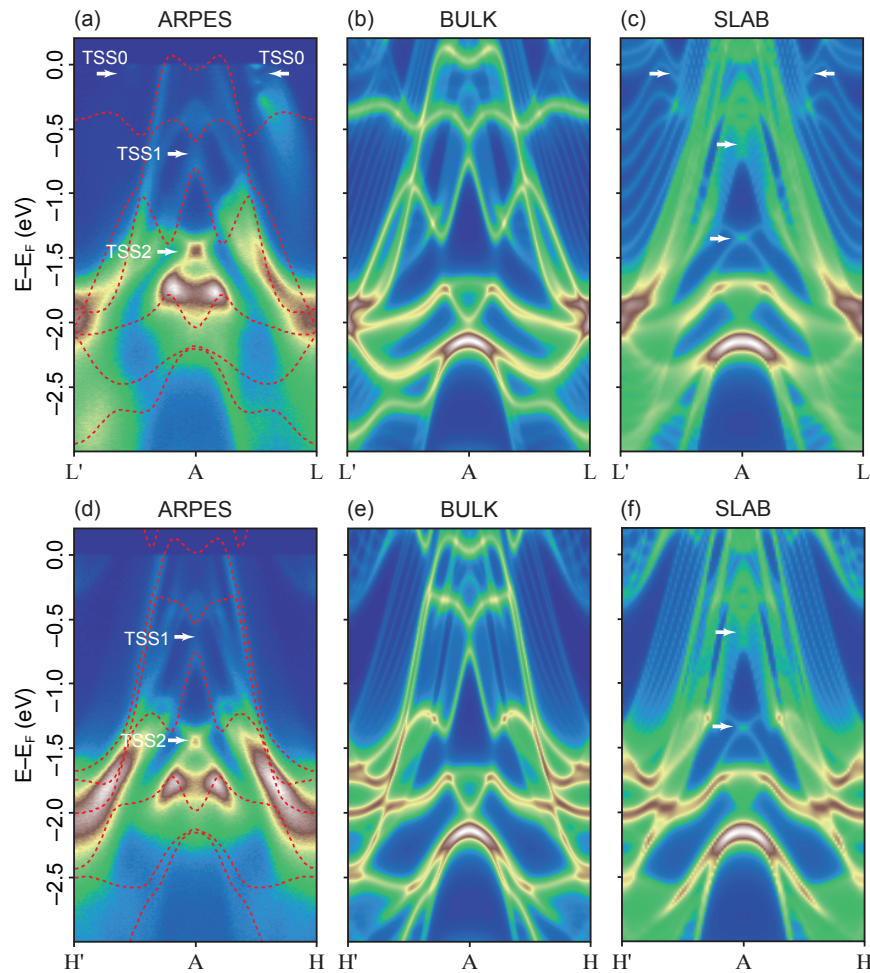 (a) ARPES
(b) BULK
(c) SLAB
TSS0
TSS0
TSS1
TSS2
E–E_F (eV)
0.0
−0.5
−1.0
−1.5
−2.0
−2.5
L' A L
L' A L
L' A L
(d) ARPES
(e) BULK
(f) SLAB
TSS1
TSS2
E–E_F (eV)
0.0
−0.5
−1.0
−1.5
−2.0
−2.5
H' A H
H' A H
H' A H